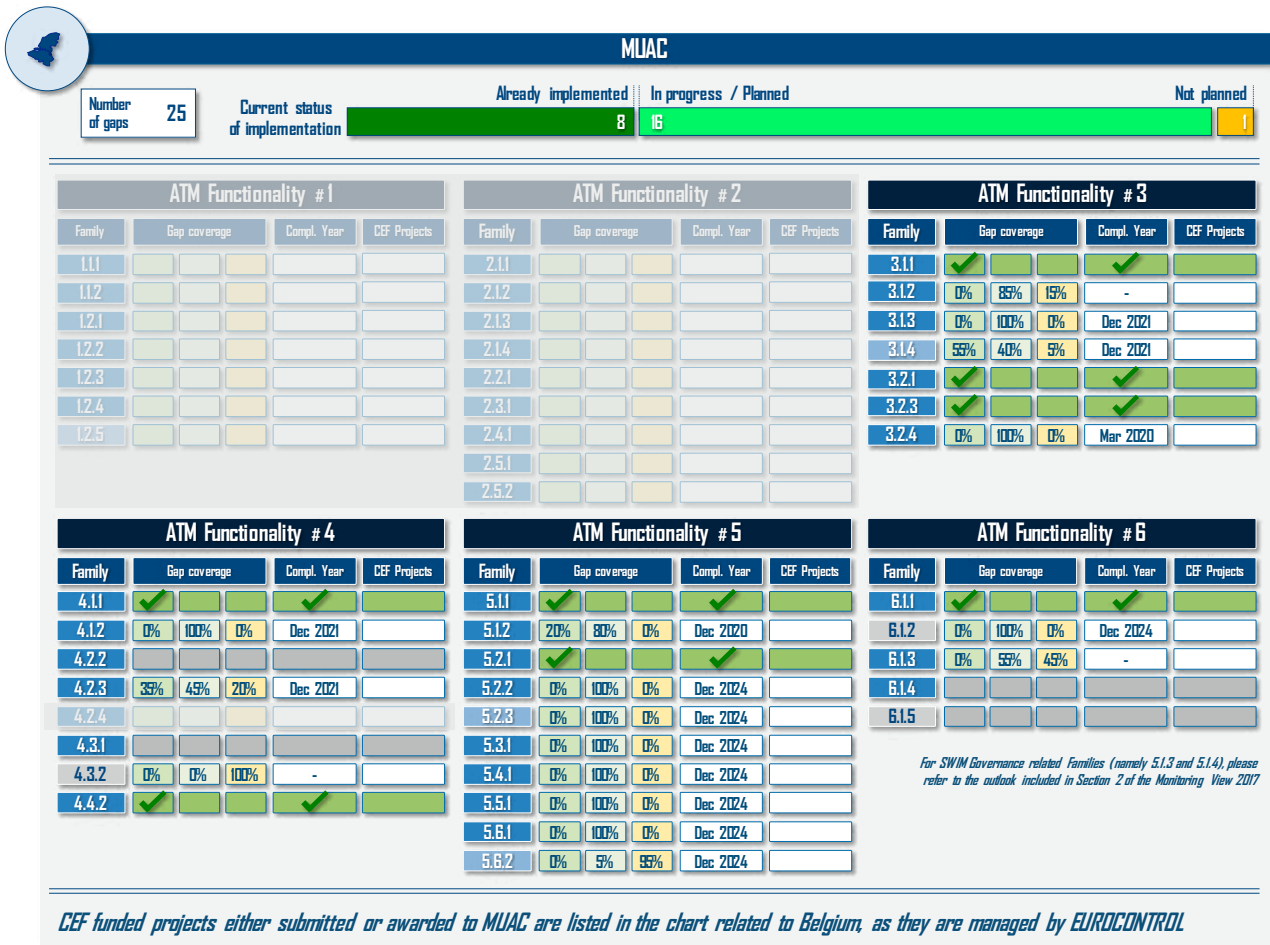 MUAC
Number of gaps 25
Current status of implementation
Already implemented In progress / Planned Not planned
8 16 1
ATM Functionality #1
Family Gap coverage Compl. Year CEF Projects
1.1.1
1.1.2
1.2.1
1.2.2
1.2.3
1.2.4
1.2.5
ATM Functionality #2
Family Gap coverage Compl. Year CEF Projects
2.1.1
2.1.2
2.1.3
2.1.4
2.2.1
2.3.1
2.4.1
2.5.1
2.5.2
ATM Functionality #3
Family Gap coverage Compl. Year CEF Projects
3.1.1
3.1.2 0% 85% 15% -
3.1.3 0% 100% 0% Dec 2021
3.1.4 55% 40% 5% Dec 2021
3.2.1
3.2.3
3.2.4 0% 100% 0% Mar 2020
ATM Functionality #4
Family Gap coverage Compl. Year CEF Projects
4.1.1
4.1.2 0% 100% 0% Dec 2021
4.2.2
4.2.3 35% 45% 20% Dec 2021
4.2.4
4.3.1
4.3.2 0% 0% 100% -
4.4.2
ATM Functionality #5
Family Gap coverage Compl. Year CEF Projects
5.1.1
5.1.2 20% 80% 0% Dec 2020
5.2.1
5.2.2 0% 100% 0% Dec 2024
5.2.3 0% 100% 0% Dec 2024
5.3.1 0% 100% 0% Dec 2024
5.4.1 0% 100% 0% Dec 2024
5.5.1 0% 100% 0% Dec 2024
5.6.1 0% 100% 0% Dec 2024
5.6.2 0% 5% 95% Dec 2024
ATM Functionality #6
Family Gap coverage Compl. Year CEF Projects
6.1.1
6.1.2 0% 100% 0% Dec 2024
6.1.3 0% 55% 45% -
6.1.4
6.1.5
For SWIM Governance related Families (namely 5.1.3 and 5.1.4), please
refer to the outlook included in Section 2 of the Monitoring View 2017
CEF funded projects either submitted or awarded to MUAC are listed in the chart related to Belgium, as they are managed by EUROCONTROL